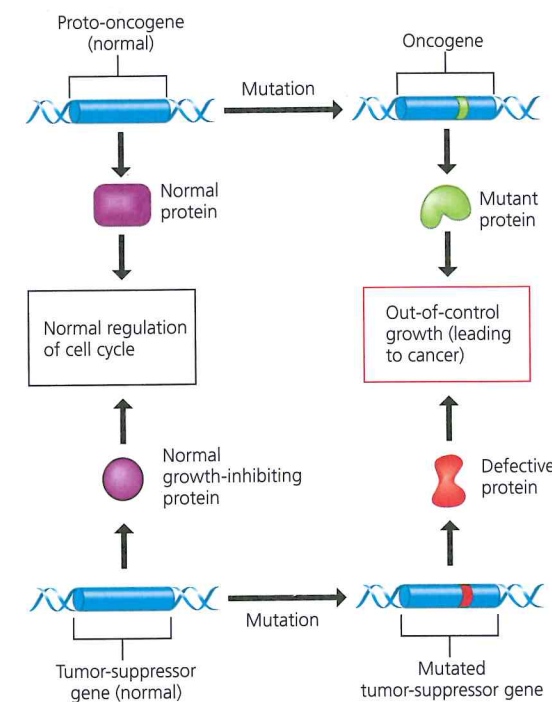 Proto-oncogene
(normal)
Oncogene
Mutation
Normal
protein
Mutant
protein
Normal regulation
of cell cycle
Out-of-control
growth (leading
to cancer)
Normal
growth-inhibiting
protein
Defective
protein
Mutation
Tumor-suppressor
gene (normal)
Mutated
tumor-suppressor gene